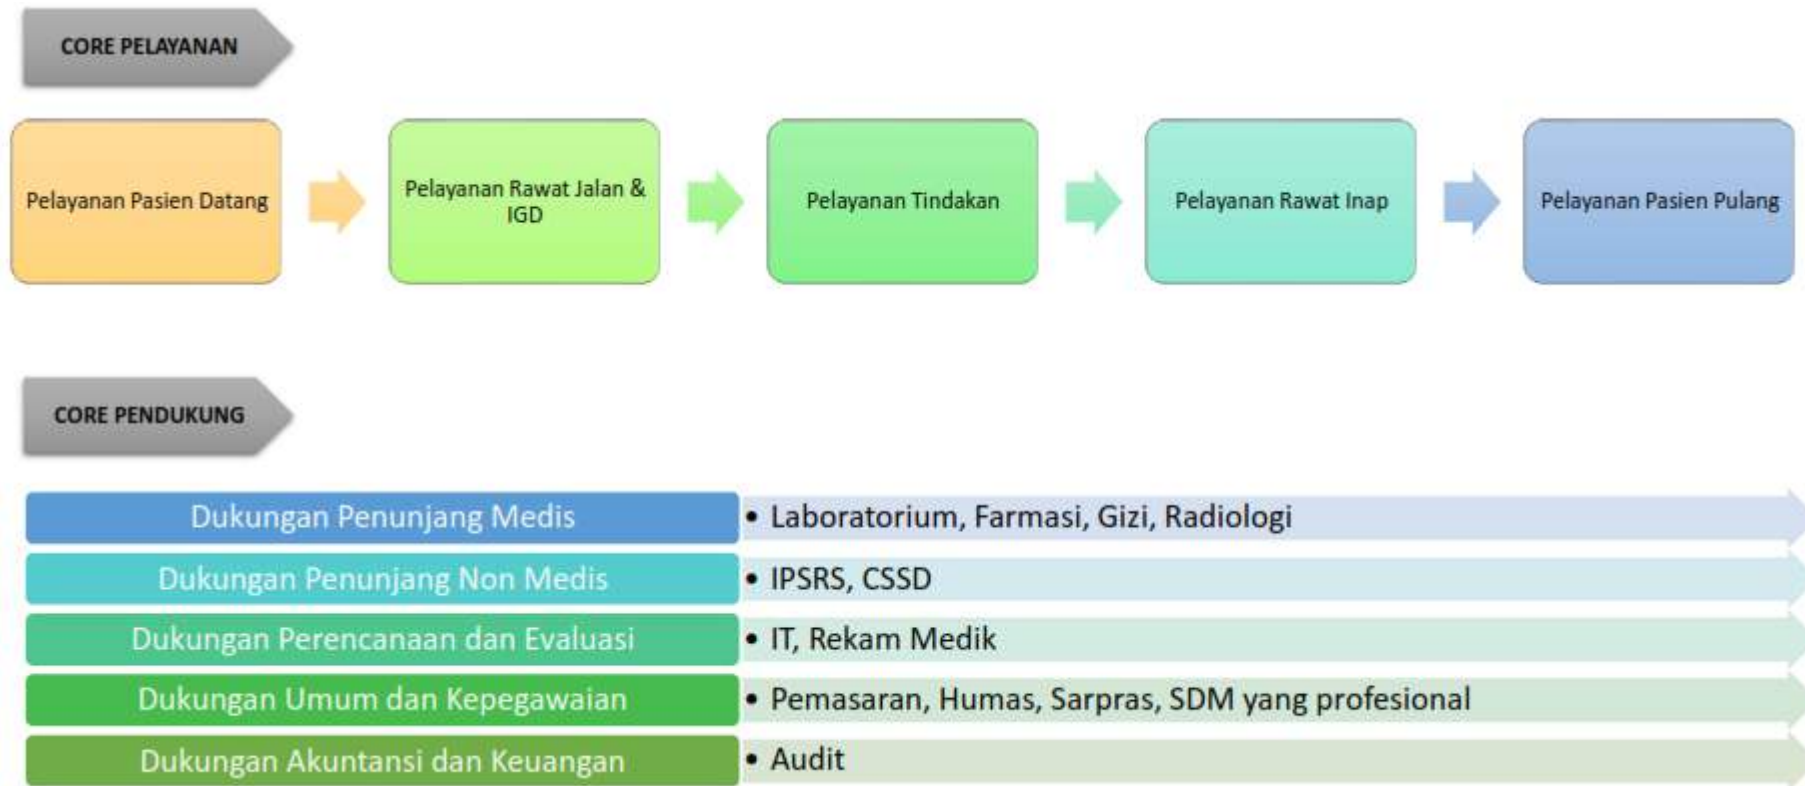 CORE PELAYANAN
Pelayanan Pasien Datang
Pelayanan Rawat Jalan &
IGD
Pelayanan Tindakan
Pelayanan Rawat Inap
Pelayanan Pasien Pulang
CORE PENDUKUNG
Dukungan Penunjang Medis
• Laboratorium, Farmasi, Gizi, Radiologi
Dukungan Penunjang Non Medis
• IPSRS, CSSD
Dukungan Perencanaan dan Evaluasi
• IT, Rekam Medik
Dukungan Umum dan Kepegawaian
• Pemasaran, Humas, Sarpras, SDM yang profesional
Dukungan Akuntansi dan Keuangan
• Audit